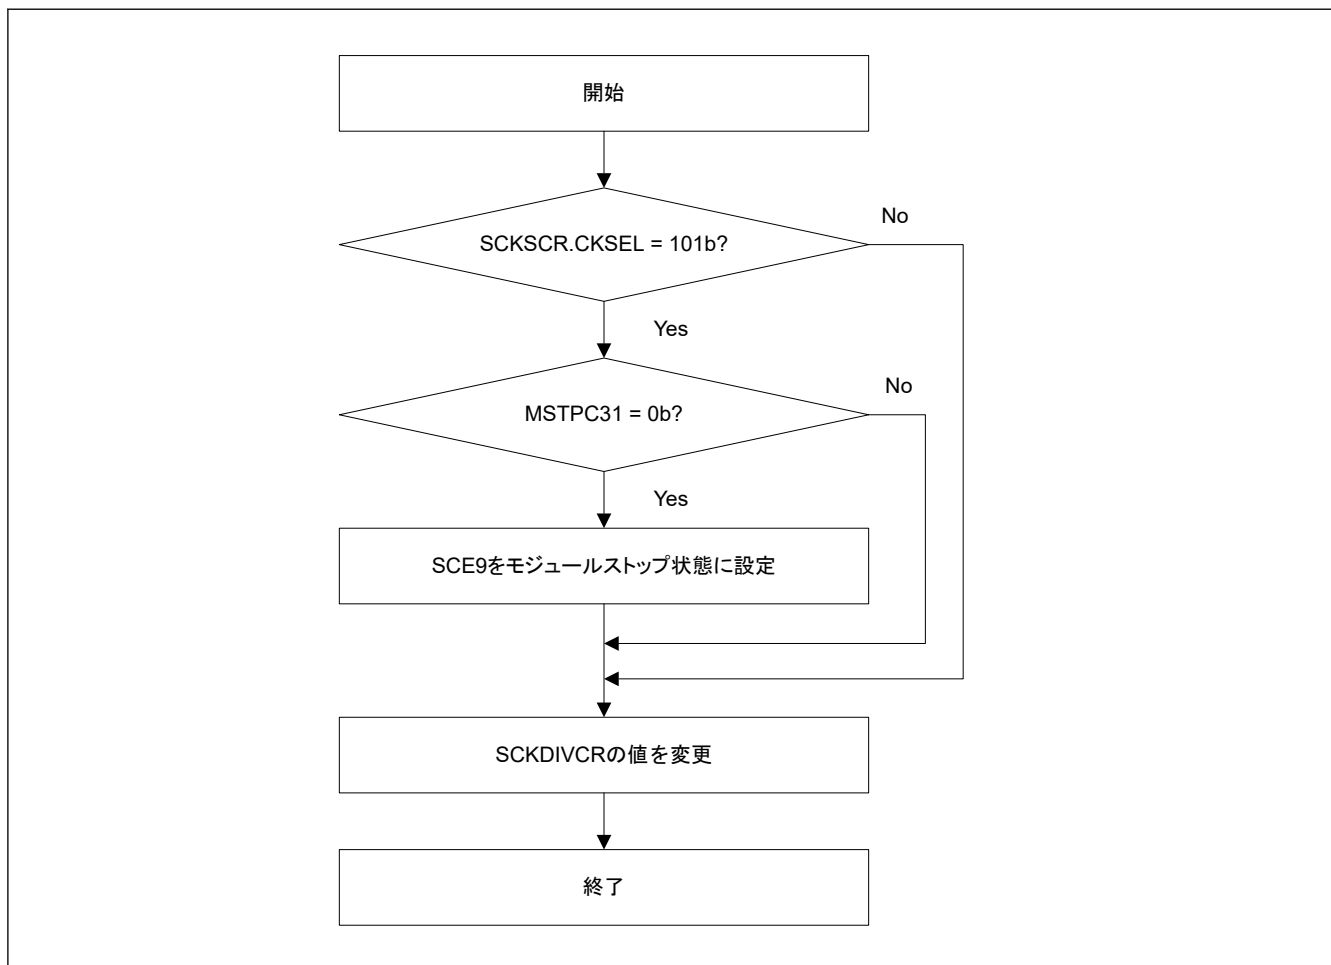 開始
SCKSCR.CKSEL = 101b?
No
Yes
MSTPC31 = 0b?
No
Yes
SCE9をモジュールストップ状態に設定
SCKDIVCRの値を変更
終了